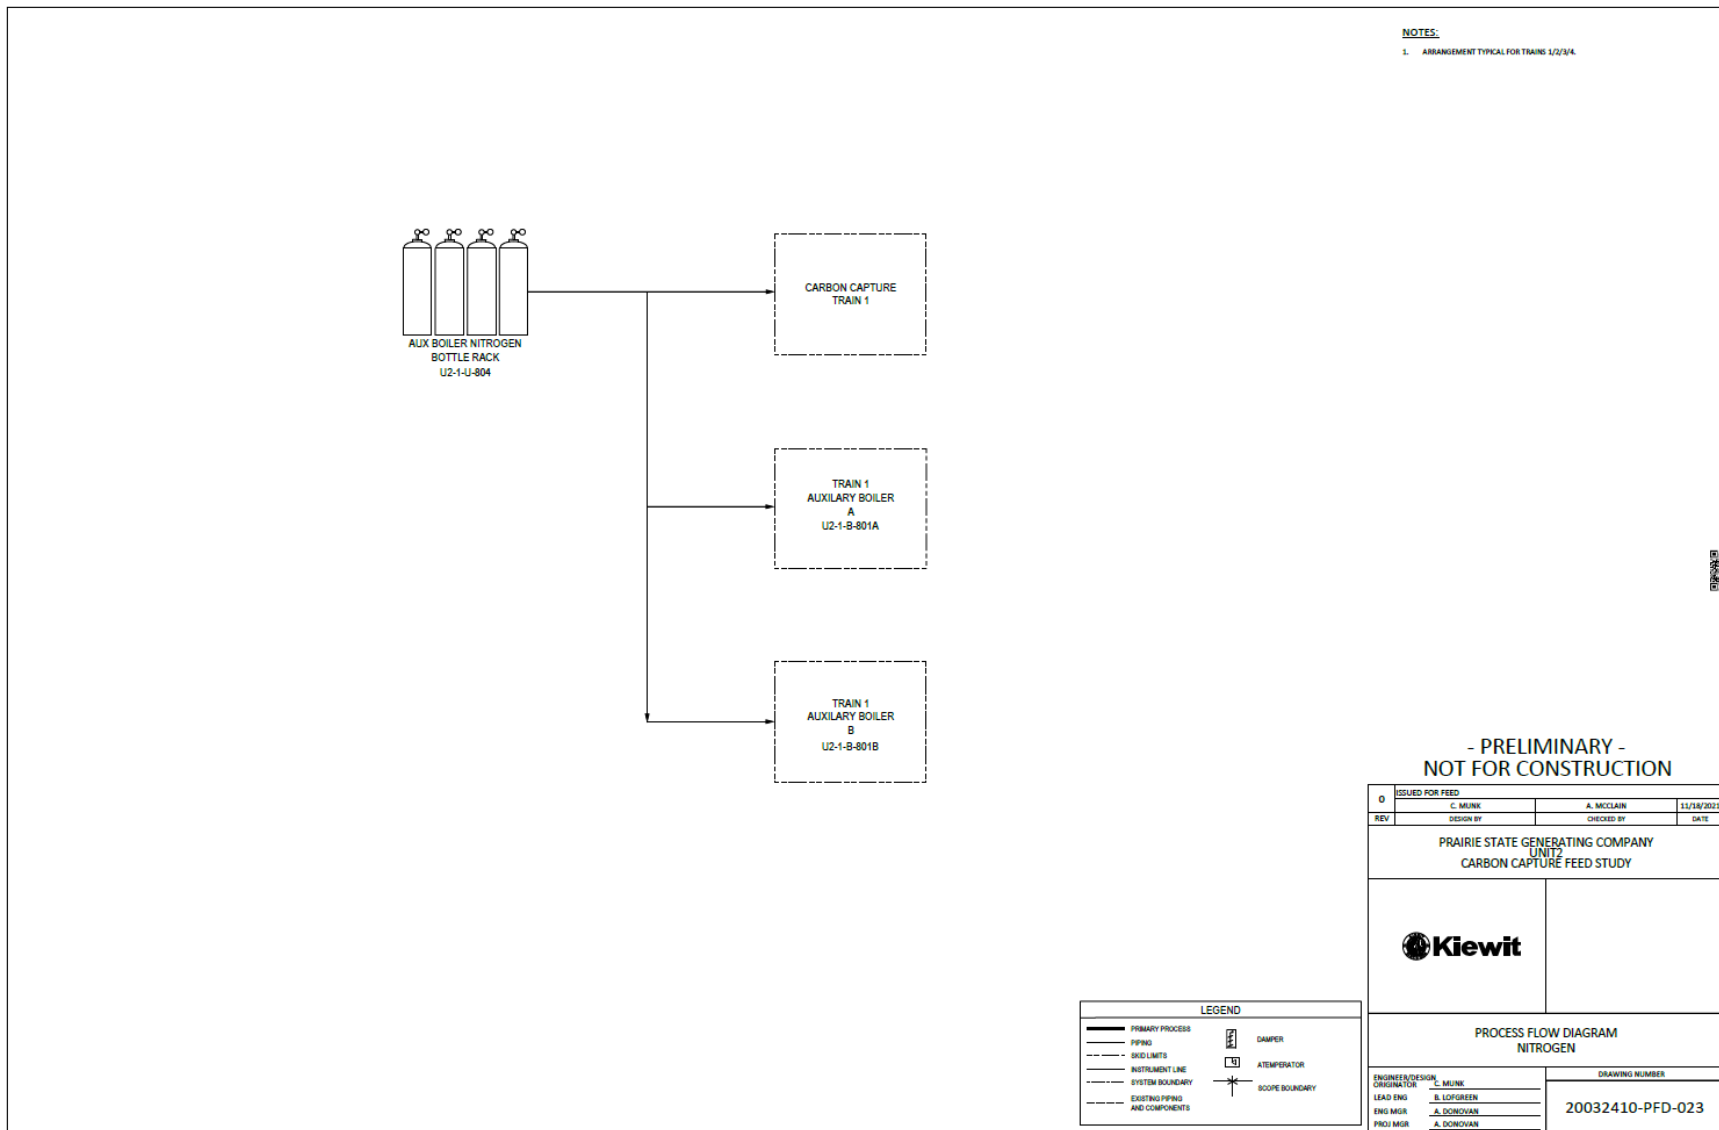 NOTES:
1. ARRANGEMENT TYPICAL FOR TRAINS 1/2/3/4.
AUX BOILER NITROGEN
BOTTLE RACK
U2-1-U-804
CARBON CAPTURE
TRAIN 1
TRAIN 1
AUXILARY BOILER
A
U2-1-B-801A
TRAIN 1
AUXILARY BOILER
B
U2-1-B-801B
- PRELIMINARY -
NOT FOR CONSTRUCTION
0 ISSUED FOR FEED
C. MUNK A. MCCLAIN 11/18/2021
REV DESIGN BY CHECKED BY DATE
PRAIRIE STATE GENERATING COMPANY
UNIT2
CARBON CAPTURE FEED STUDY
Kiewit
PROCESS FLOW DIAGRAM
NITROGEN
ENGINEER/DESIGN
ORIGINATOR C. MUNK
LEAD ENG B. LOFGREEN
ENG MGR A. DONOVAN
PROJ MGR A. DONOVAN
DRAWING NUMBER
20032410-PFD-023
LEGEND
PRIMARY PROCESS
PIPING
SKID LIMITS
INSTRUMENT LINE
SYSTEM BOUNDARY
EXISTING PIPING
AND COMPONENTS
DAMPER
ATEMPERATOR
SCOPE BOUNDARY